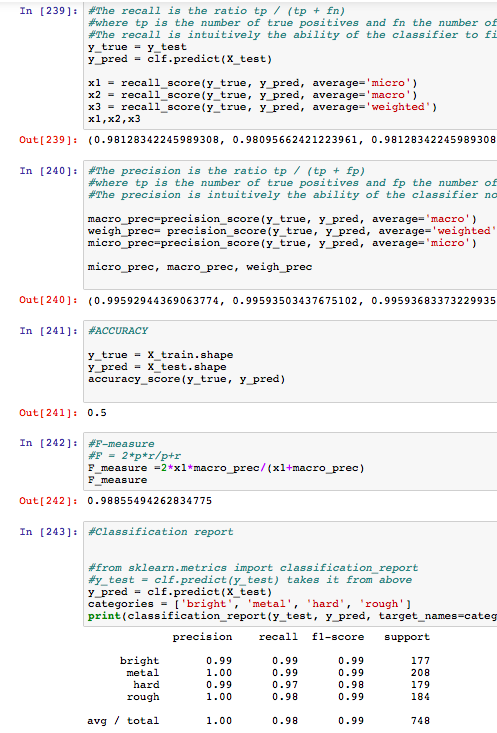 In [239]: #The recall is the ratio tp / (tp + fn)
#where tp is the number of true positives and fn the number of
#The recall is intuitively the ability of the classifier to fi
y_true = y_test
y_pred = clf.predict(X_test)
x1 = recall_score(y_true, y_pred, average='micro')
x2 = recall_score(y_true, y_pred, average='macro')
x3 = recall_score(y_true, y_pred, average='weighted')
x1,x2,x3
Out[239]: (0.98128342245989308, 0.98095662421223961, 0.98128342245989308
In [240]: #The precision is the ratio tp / (tp + fp)
#where tp is the number of true positives and fp the number of
#The precision is intuitively the ability of the classifier no
macro_prec=precision_score(y_true, y_pred, average='macro')
weigh_prec= precision_score(y_true, y_pred, average='weighted'
micro_prec=precision_score(y_true, y_pred, average='micro')
micro_prec, macro_prec, weigh_prec
Out[240]: (0.99592944369063774, 0.99593503437675102, 0.99593683373229935
In [241]: #ACCURACY
y_true = X_train.shape
y_pred = X_test.shape
accuracy_score(y_true, y_pred)
Out[241]: 0.5
In [242]: #F-measure
#F = 2*p*r/p+r
F_measure =2*x1*macro_prec/(x1+macro_prec)
F_measure
Out[242]: 0.98855494262834775
In [243]: #Classification report
#from sklearn.metrics import classification_report
#y_test = clf.predict(y_test) takes it from above
y_pred = clf.predict(X_test)
categories = ['bright', 'metal', 'hard', 'rough']
print(classification_report(y_test, y_pred, target_names=categ
precision recall f1-score support
bright 0.99 0.99 0.99 177
metal 1.00 0.99 0.99 208
hard 0.99 0.97 0.98 179
rough 1.00 0.98 0.99 184
avg / total 1.00 0.98 0.99 748